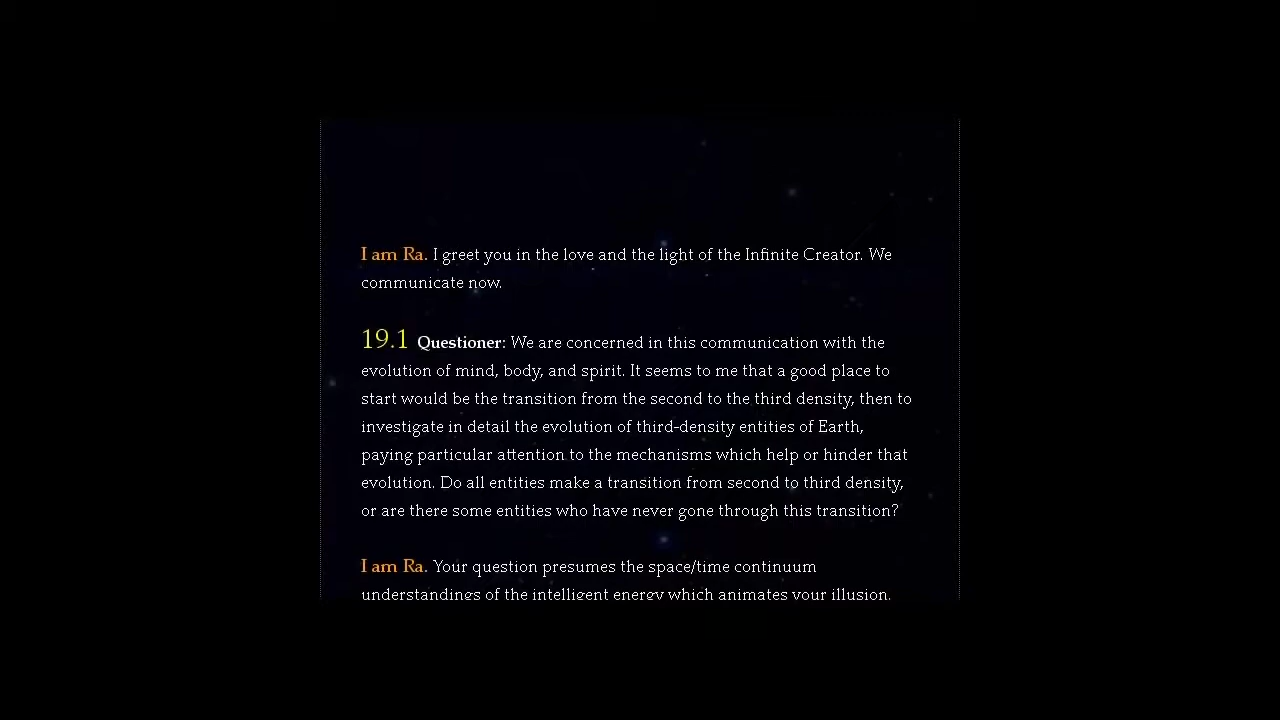 I am Ra. I greet you in the love and the light of the Infinite Creator. We
communicate now.
19.1 Questioner: We are concerned in this communication with the
evolution of mind, body, and spirit. It seems to me that a good place to
start would be the transition from the second to the third density, then to
investigate in detail the evolution of third-density entities of Earth,
paying particular attention to the mechanisms which help or hinder that
evolution. Do all entities make a transition from second to third density,
or are there some entities who have never gone through this transition?
I am Ra. Your question presumes the space/time continuum
understandings of the intelligent energy which animates your illusion.